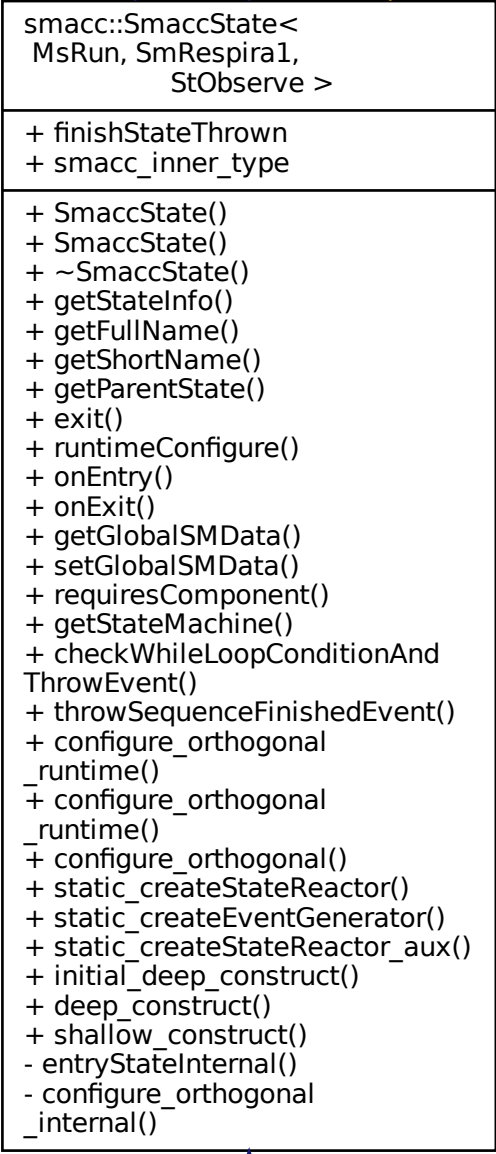 smacc::SmaccState<
MsRun, SmRespira1,
StObserve >
+ finishStateThrown
+ smacc_inner_type
+ SmaccState()
+ SmaccState()
+ ~SmaccState()
+ getStateInfo()
+ getFullName()
+ getShortName()
+ getParentState()
+ exit()
+ runtimeConfigure()
+ onEntry()
+ onExit()
+ getGlobalSMData()
+ setGlobalSMData()
+ requiresComponent()
+ getStateMachine()
+ checkWhileLoopConditionAnd
ThrowEvent()
+ throwSequenceFinishedEvent()
+ configure_orthogonal
_runtime()
+ configure_orthogonal
_runtime()
+ configure_orthogonal()
+ static_createStateReactor()
+ static_createEventGenerator()
+ static_createStateReactor_aux()
+ initial_deep_construct()
+ deep_construct()
+ shallow_construct()
- entryStateInternal()
- configure_orthogonal
_internal()